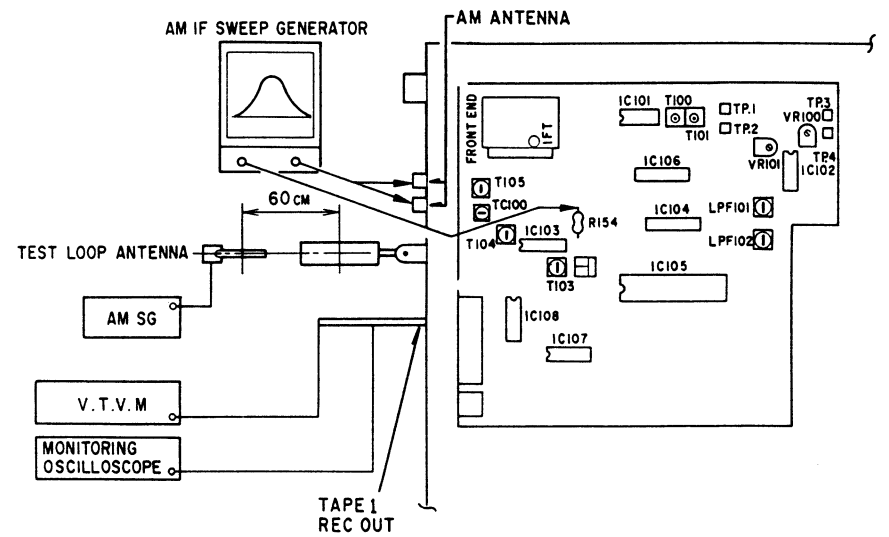 AM IF SWEEP GENERATOR
AM ANTENNA
FRONT END
IFT
IC101
T100
T101
TP.1
TP.2
TP.3
VR100
TP.4
VR101
IC102
IC106
T105
TC100
T104
IC103
R154
IC104
LPF101
LPF102
T103
IC105
IC108
IC107
60CM
TEST LOOP ANTENNA
AM SG
V.T.V.M
MONITORING
OSCILLOSCOPE
TAPE 1
REC OUT